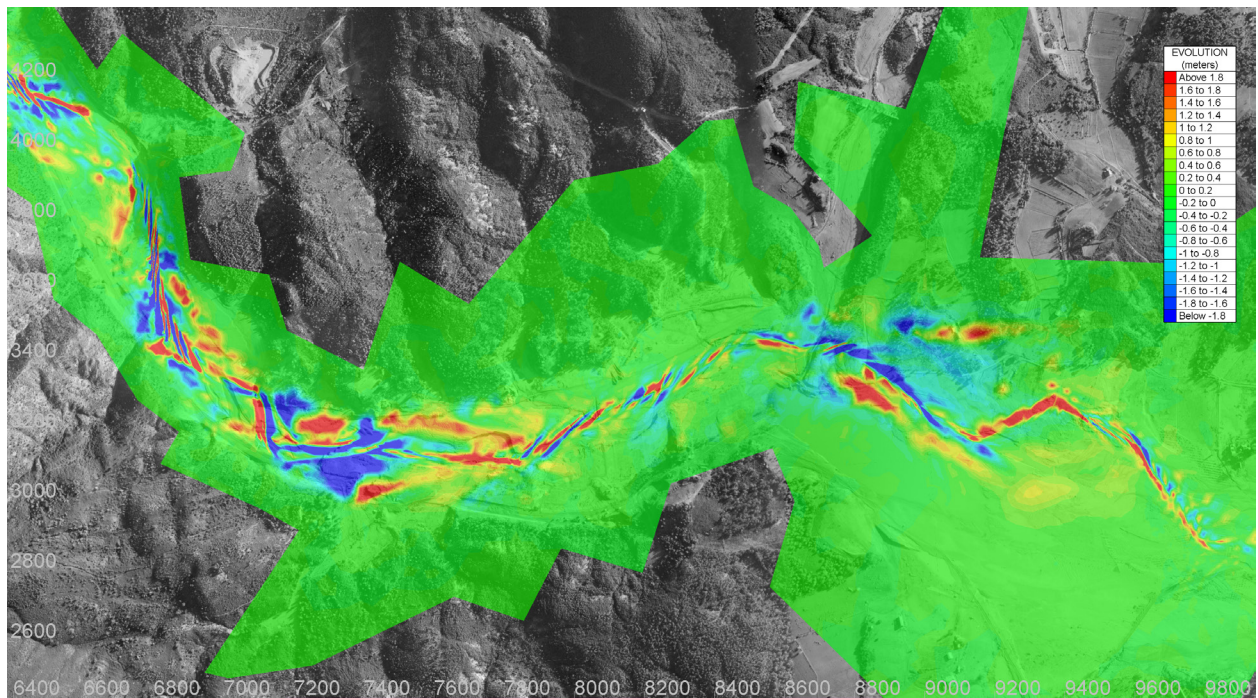 EVOLUTION
(meters)
Above 1.8
1.6 to 1.8
1.4 to 1.6
1.2 to 1.4
1 to 1.2
0.8 to 1
0.6 to 0.8
0.4 to 0.6
0.2 to 0.4
0 to 0.2
-0.2 to 0
-0.4 to -0.2
-0.6 to -0.4
-0.8 to -0.6
-1 to -0.8
-1.2 to -1
-1.4 to -1.2
-1.6 to -1.4
-1.8 to -1.6
Below -1.8
4200
4000
3400
3000
2800
2600
6400 6600 6800 7000 7200 7400 7600 7800 8000 8200 8400 8600 8800 9000 9200 9400 9600 9800